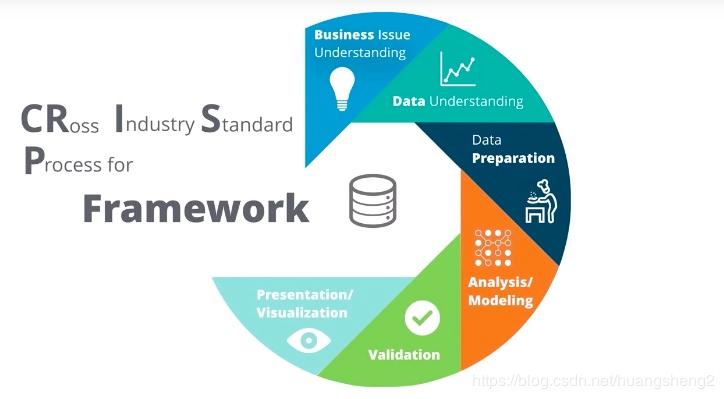 CRoss Industry Standard
Process for
Framework
Business Issue
Understanding
Data Understanding
Data
Preparation
Analysis/
Modeling
Validation
Presentation/
Visualization
https://blog.csdn.net/huangsheng2